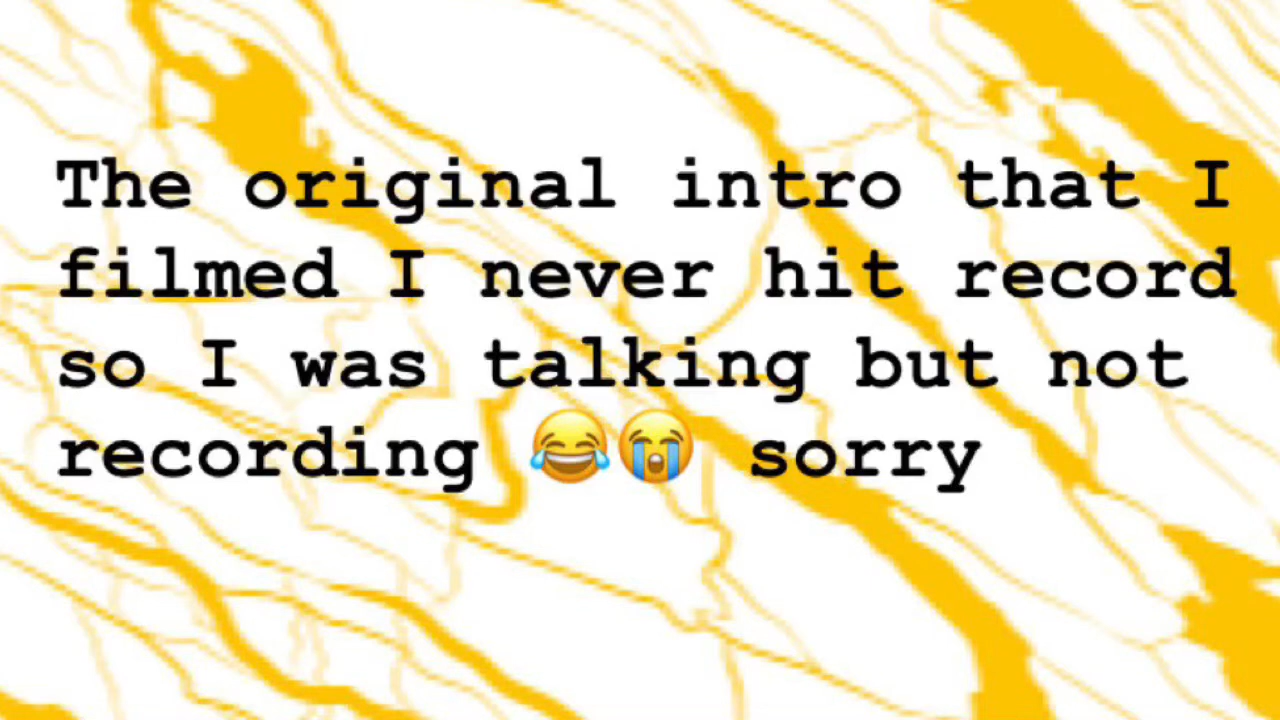 The original intro that I
filmed I never hit record
so I was talking but not
recording 😂😭 sorry